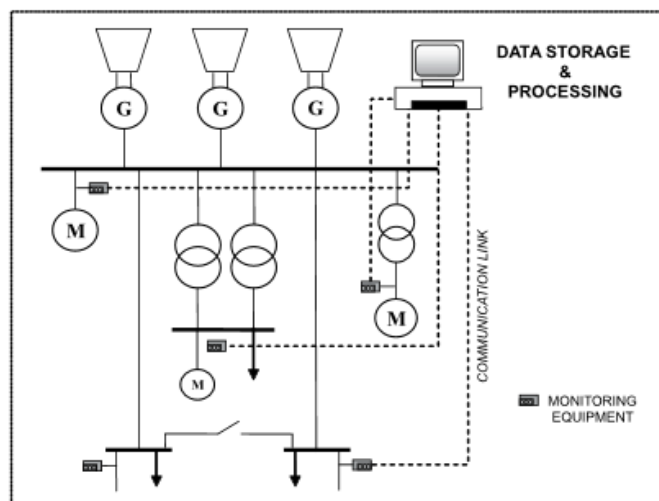 DATA STORAGE
&
PROCESSING
G
G
G
M
M
M
COMMUNICATION LINK
MONITORING
EQUIPMENT